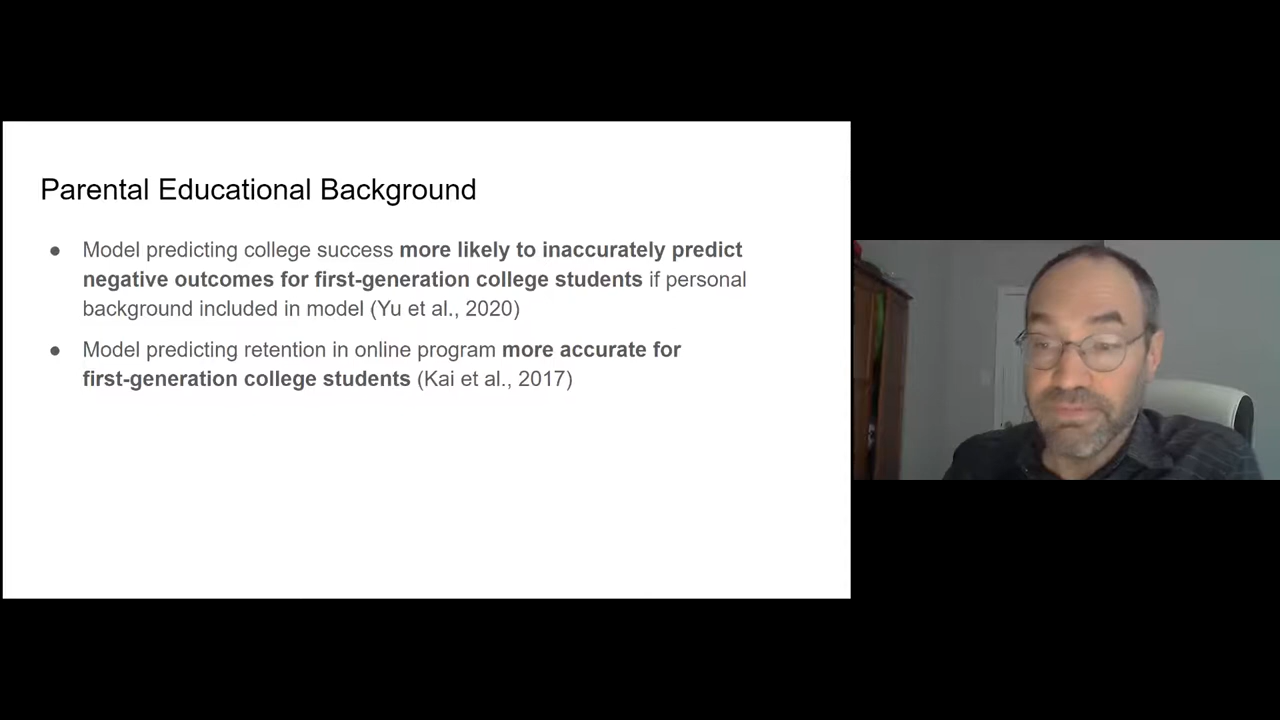 Parental Educational Background
● Model predicting college success more likely to inaccurately predict
negative outcomes for first-generation college students if personal
background included in model (Yu et al., 2020)
● Model predicting retention in online program more accurate for
first-generation college students (Kai et al., 2017)